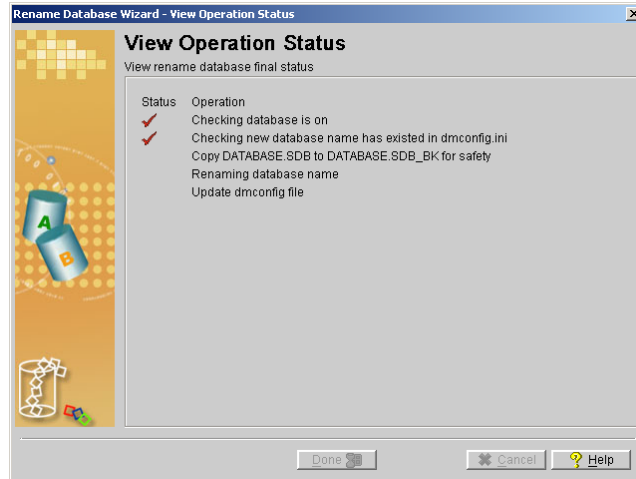 Rename Database Wizard - View Operation Status
View Operation Status
View rename database final status
Status Operation
Checking database is on
Checking new database name has existed in dmconfig.ini
Copy DATABASE.SDB to DATABASE.SDB_BK for safety
Renaming database name
Update dmconfig file
A
B
Done Cancel Help